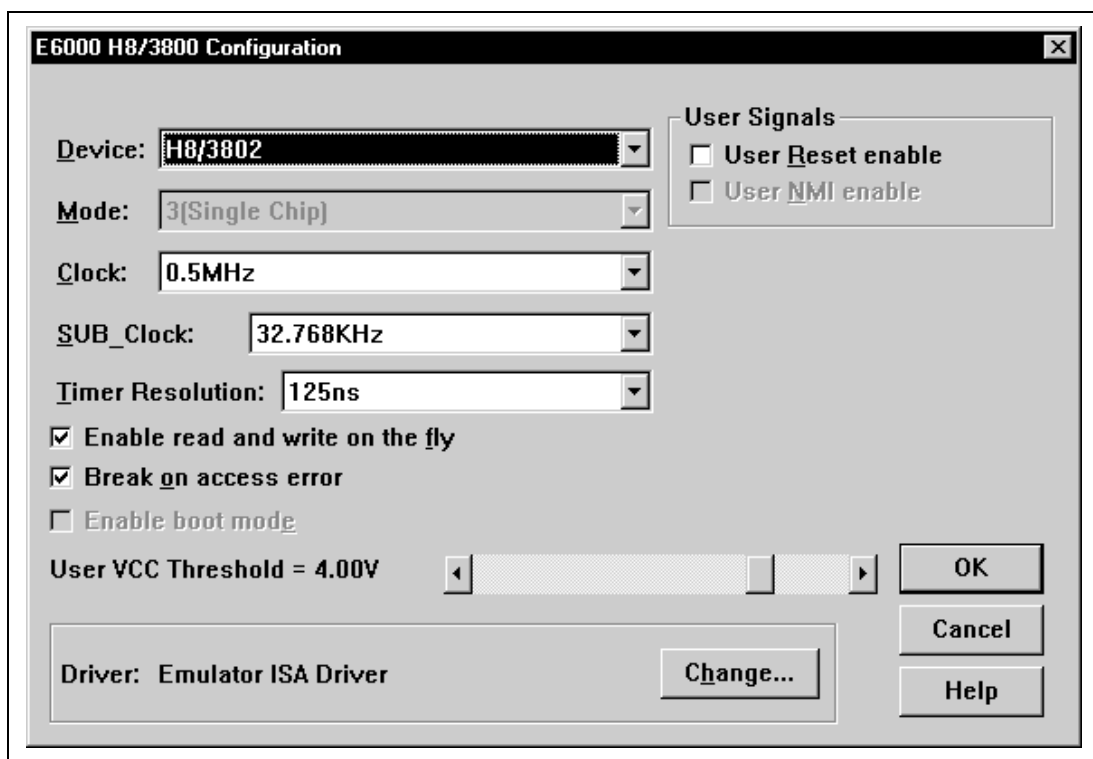 E6000 H8/3800 Configuration
Device: H8/3802
Mode: 3(Single Chip)
Clock: 0.5MHz
SUB_Clock: 32.768KHz
Timer Resolution: 125ns
Enable read and write on the fly
Break on access error
Enable boot mode
User VCC Threshold = 4.00V
Driver: Emulator ISA Driver
Change...
User Signals
User Reset enable
User NMI enable
OK
Cancel
Help